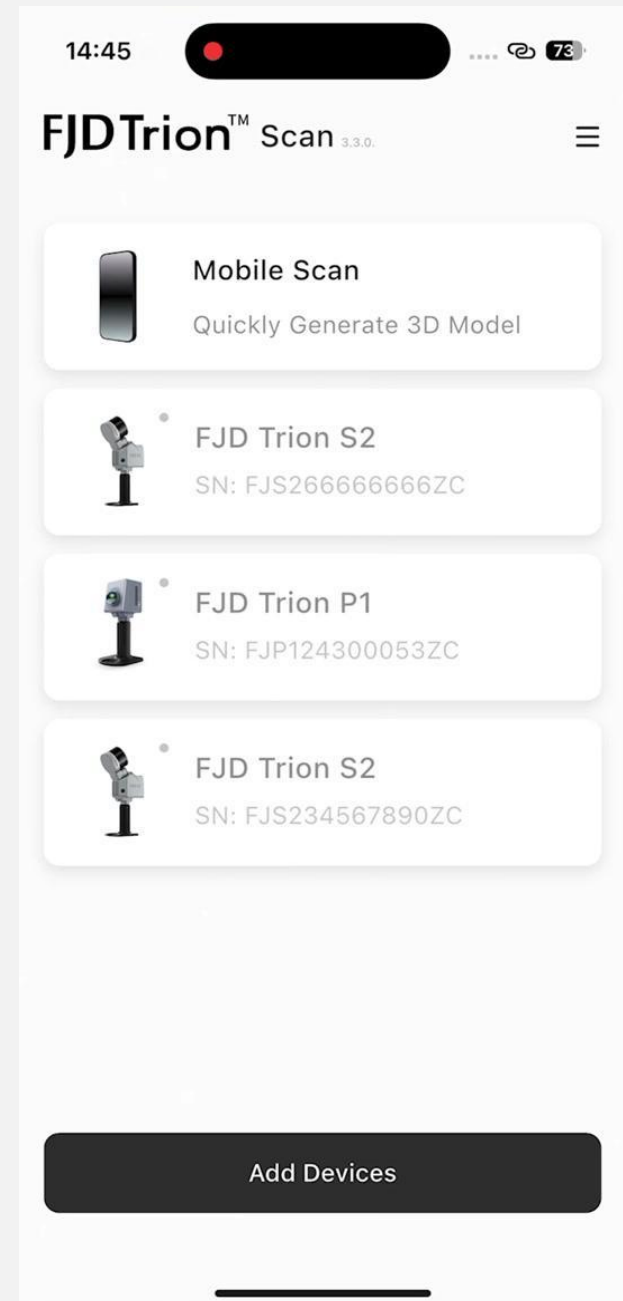 14:45
73
FJDTrion™ Scan 3.3.0.
Mobile Scan
Quickly Generate 3D Model
FJD Trion S2
SN: FJS266666666ZC
FJD Trion P1
SN: FJP124300053ZC
FJD Trion S2
SN: FJS234567890ZC
Add Devices